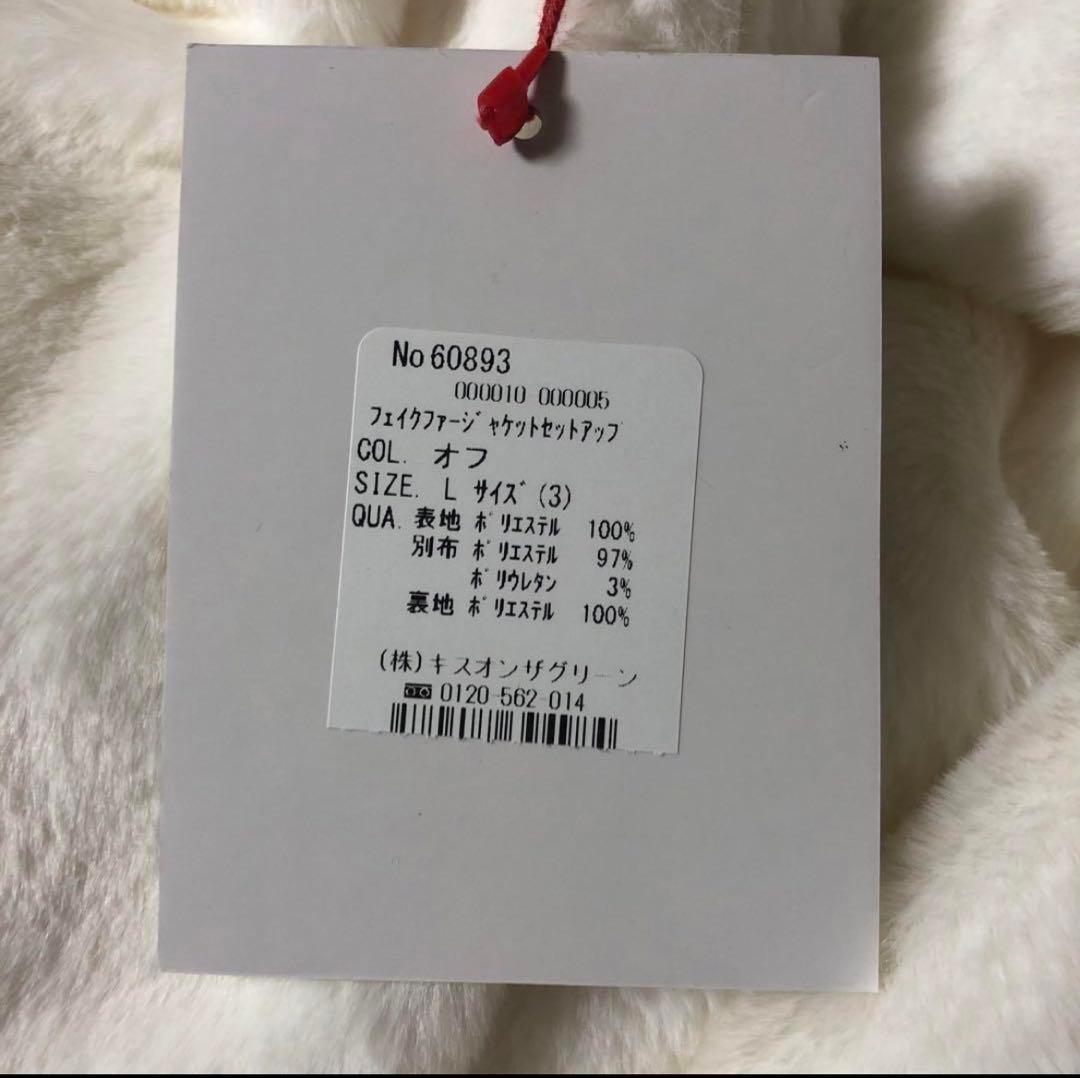 No 60893
000010-000005
ﾌｪｲｸﾌｧｰｼﾞｬｹｯﾄｾｯﾄｱｯﾌﾟ
COL. オフ
SIZE. L ｻｲｽﾞ(3)
QUA. 表地 ﾎﾟﾘｴｽﾃﾙ 100%
別布 ﾎﾟﾘｴｽﾃﾙ 97%
ﾎﾟﾘｳﾚﾀﾝ 3%
裏地 ﾎﾟﾘｴｽﾃﾙ 100%
(株)キスオンザグリーン
0120-562-014